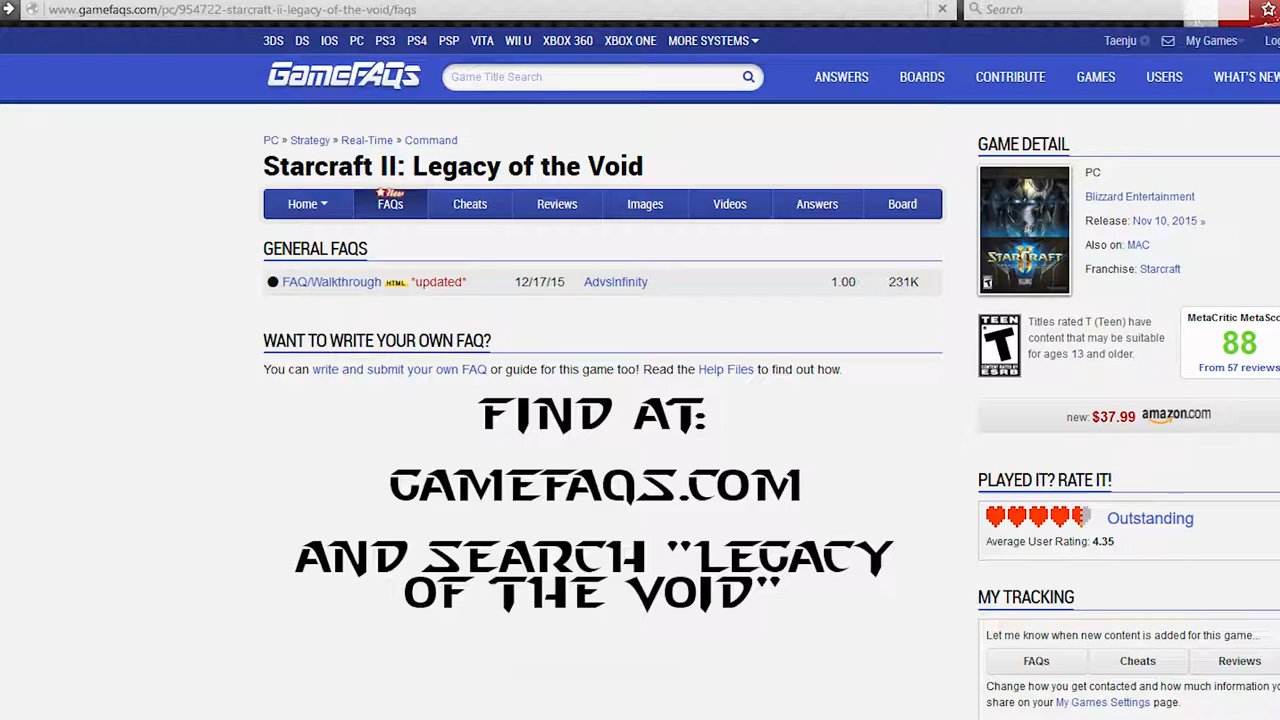 www.gamefaqs.com/pc/954722-starcraft-ii-legacy-of-the-void/faqs
Search
3DS DS IOS PC PS3 PS4 PSP VITA WII U XBOX 360 XBOX ONE MORE SYSTEMS
Taenju My Games
GameFAQs
Game Title Search
ANSWERS BOARDS CONTRIBUTE GAMES USERS WHAT'S NEW
PC » Strategy » Real-Time » Command
Starcraft II: Legacy of the Void
Home New FAQs Cheats Reviews Images Videos Answers Board
GENERAL FAQS
FAQ/Walkthrough HTML *updated* 12/17/15 AdvsInfinity 1.00 231K
WANT TO WRITE YOUR OWN FAQ?
You can write and submit your own FAQ or guide for this game too! Read the Help Files to find out how.
FIND AT:
GAMEFAQS.COM
AND SEARCH "LEGACY
OF THE VOID"
GAME DETAIL
STARCRAFT
II
PC
Blizzard Entertainment
Release: Nov 10, 2015 »
Also on: MAC
Franchise: Starcraft
TEEN
T
ESRB
Titles rated T (Teen) have
content that may be suitable
for ages 13 and older.
MetaCritic MetaSco
88
From 57 reviews
new: $37.99 amazon.com
PLAYED IT? RATE IT!
Outstanding
Average User Rating: 4.35
MY TRACKING
Let me know when new content is added for this game...
FAQs Cheats Reviews
Change how you get contacted and how much information
share on your My Games Settings page.